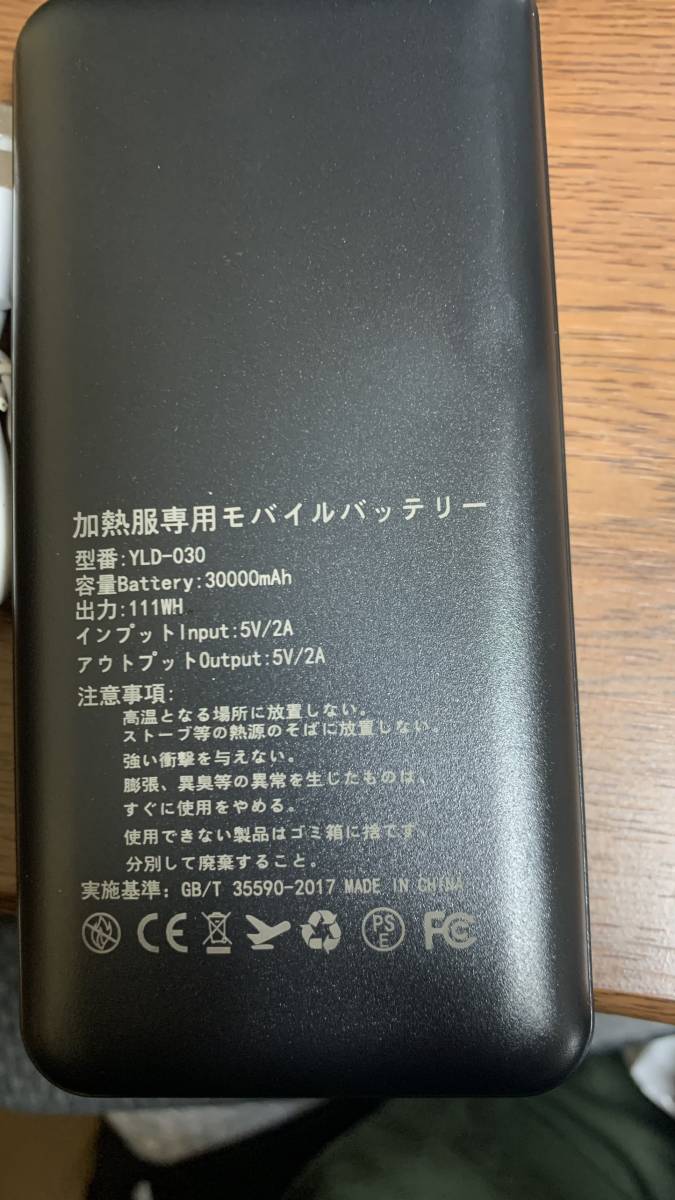 加熱服専用モバイルバッテリー
型番:YLD-030
容量Battery:30000mAh
出力:111WH
インプットInput:5V/2A
アウトプットOutput:5V/2A
注意事項:
高温となる場所に放置しない。
ストーブ等の熱源のそばに放置しない。
強い衝撃を与えない。
膨張、異臭等の異常を生じたものは、
すぐに使用をやめる。
使用できない製品はゴミ箱に捨てず、
分別して廃棄すること。
実施基準: GB/T 35590-2017 MADE IN CHINA
CE PSE FC